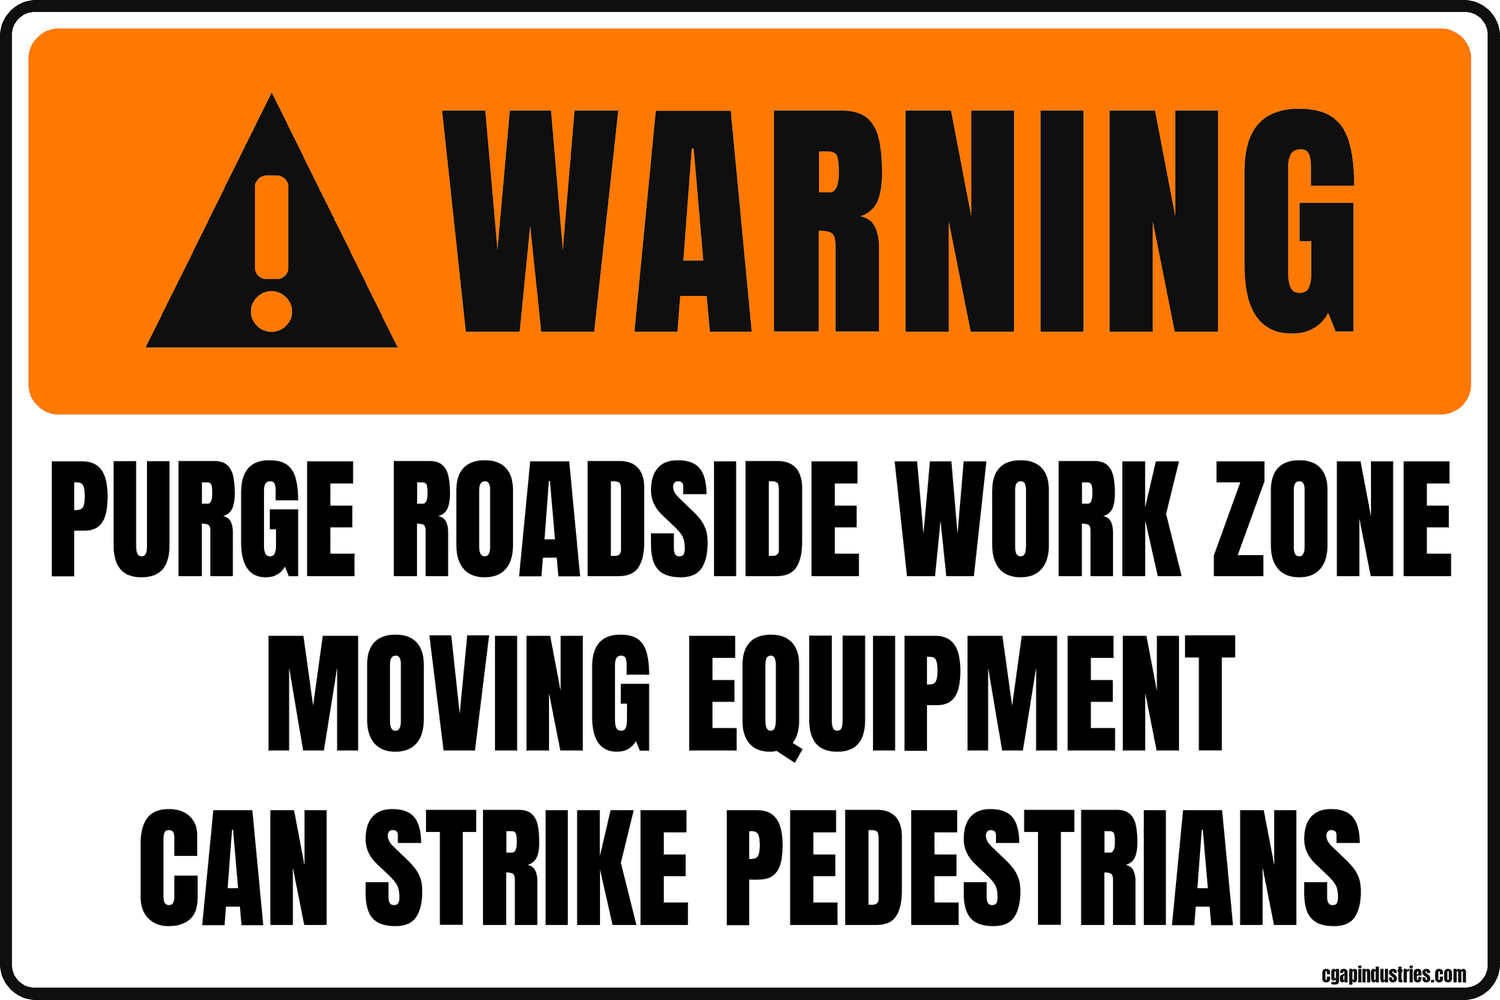 WARNING
PURGE ROADSIDE WORK ZONE
MOVING EQUIPMENT
CAN STRIKE PEDESTRIANS
cgapindustries.com